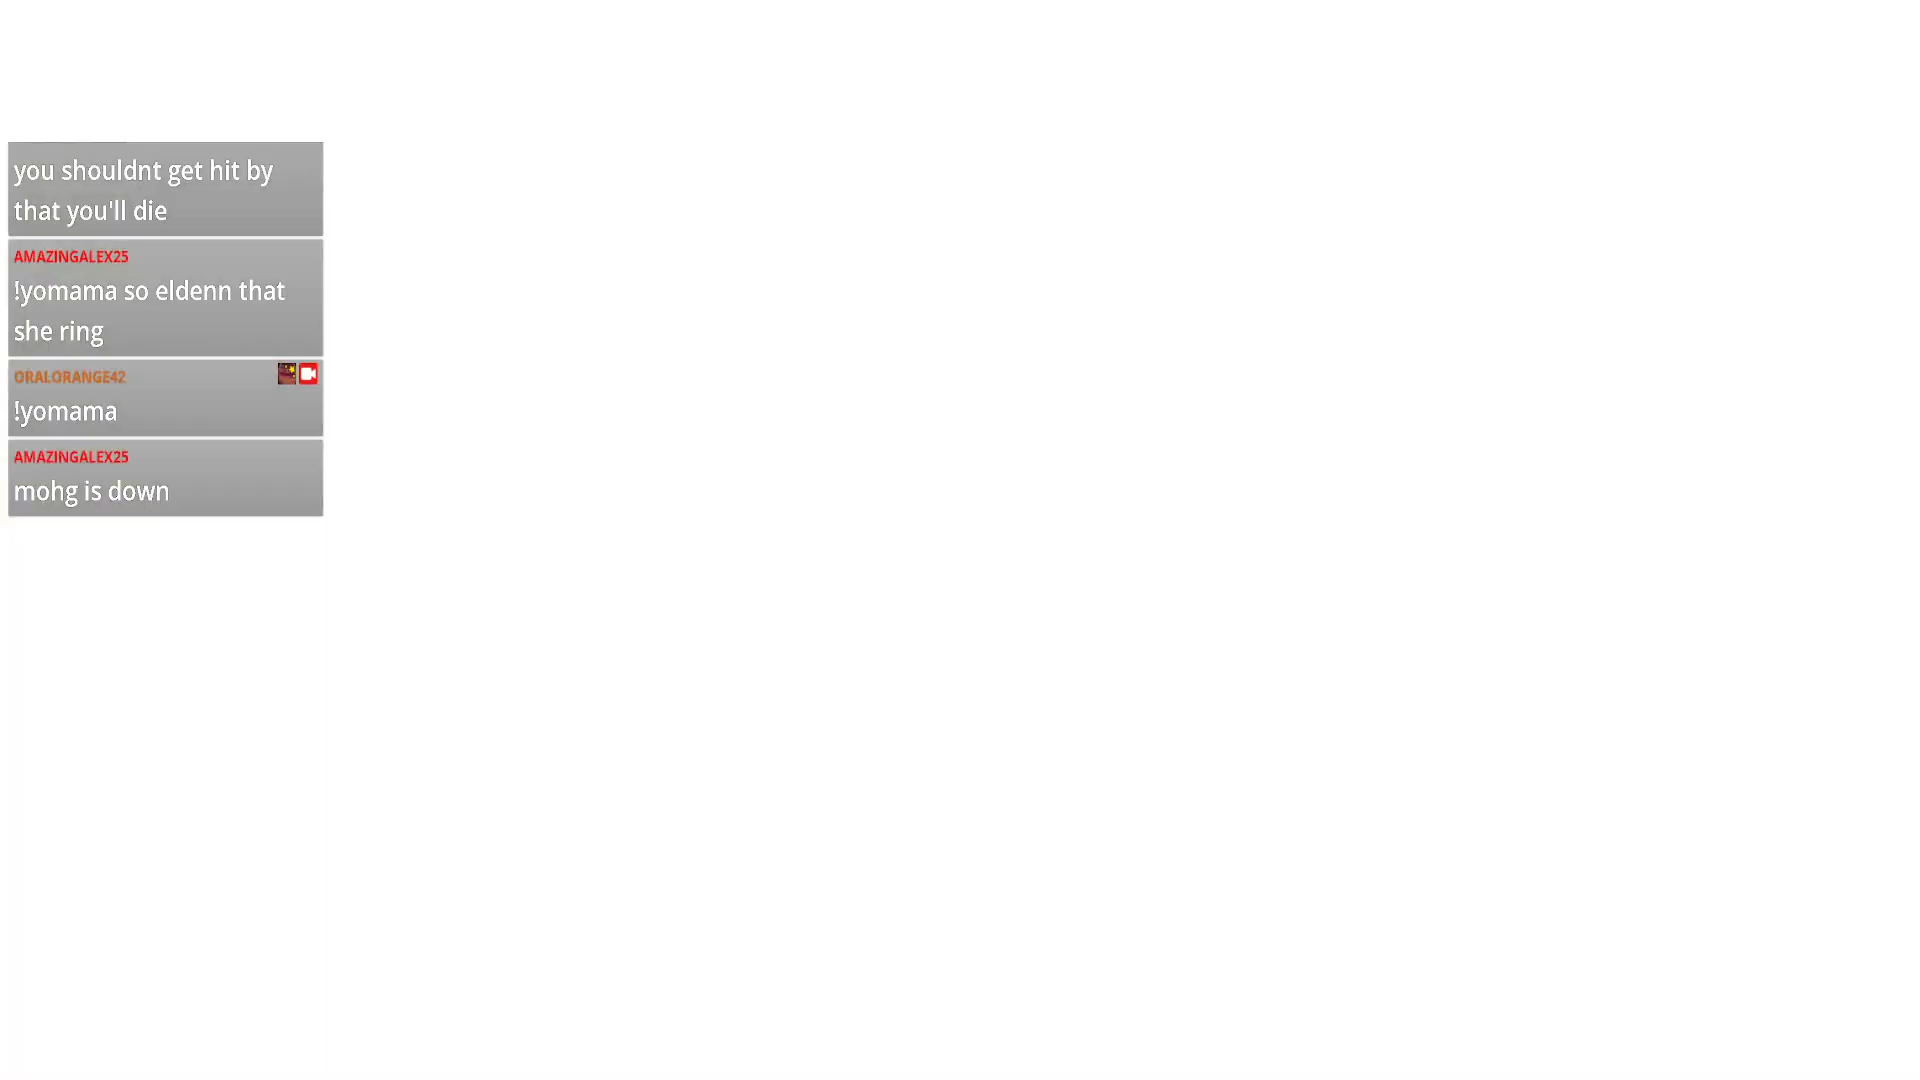 you shouldnt get hit by
that you'll die
AMAZINGALEX25
!yomama so eldenn that
she ring
ORALORANGE42
!yomama
AMAZINGALEX25
mohg is down